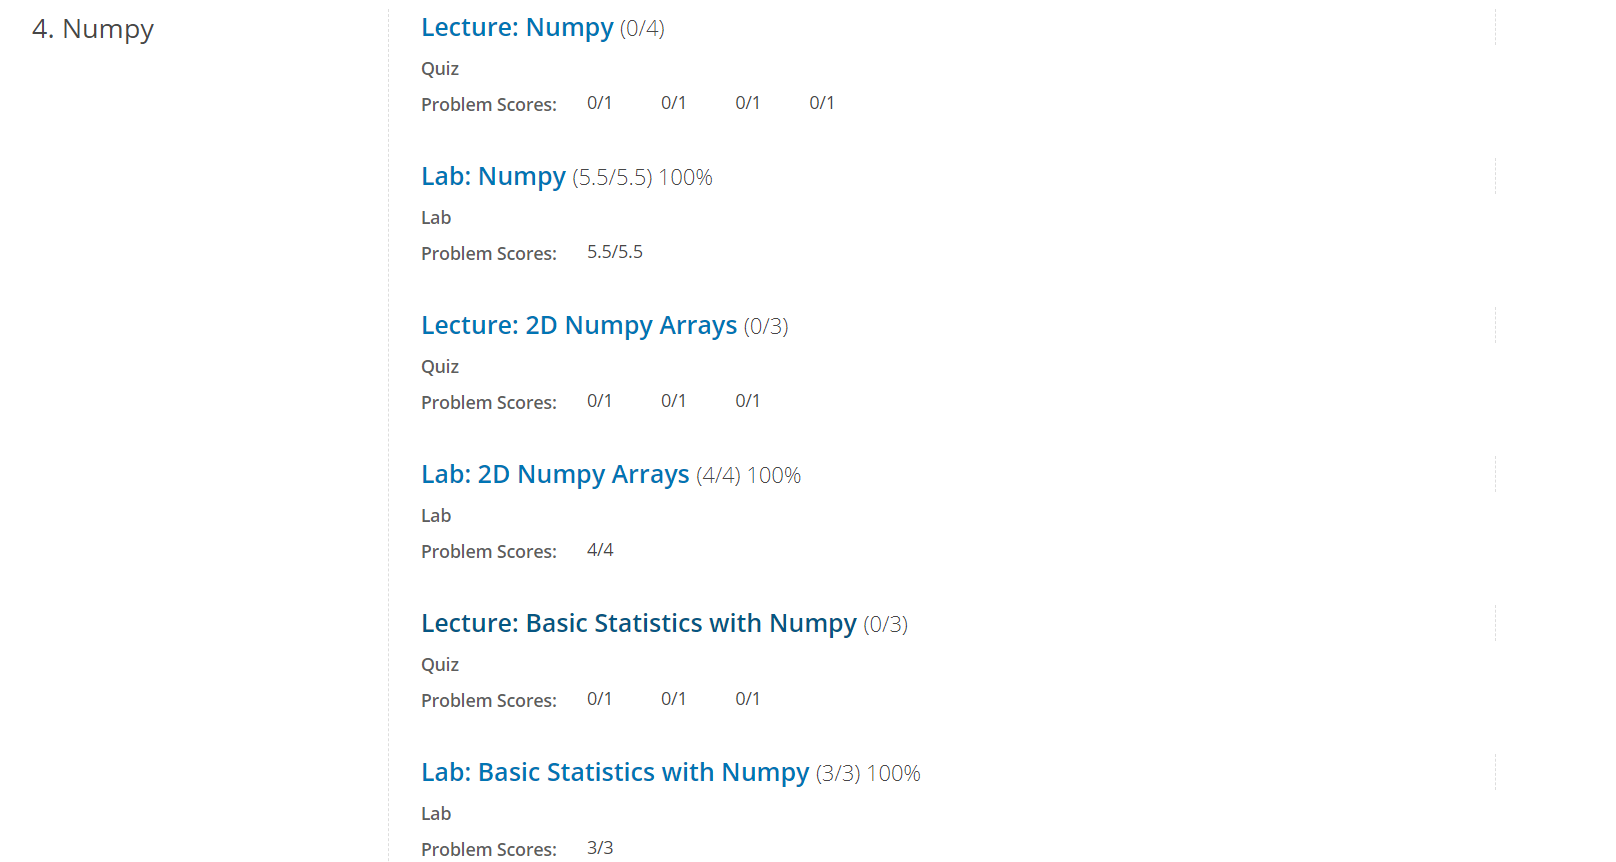 4. Numpy
Lecture: Numpy (0/4)
Quiz
Problem Scores: 0/1 0/1 0/1 0/1
Lab: Numpy (5.5/5.5) 100%
Lab
Problem Scores: 5.5/5.5
Lecture: 2D Numpy Arrays (0/3)
Quiz
Problem Scores: 0/1 0/1 0/1
Lab: 2D Numpy Arrays (4/4) 100%
Lab
Problem Scores: 4/4
Lecture: Basic Statistics with Numpy (0/3)
Quiz
Problem Scores: 0/1 0/1 0/1
Lab: Basic Statistics with Numpy (3/3) 100%
Lab
Problem Scores: 3/3